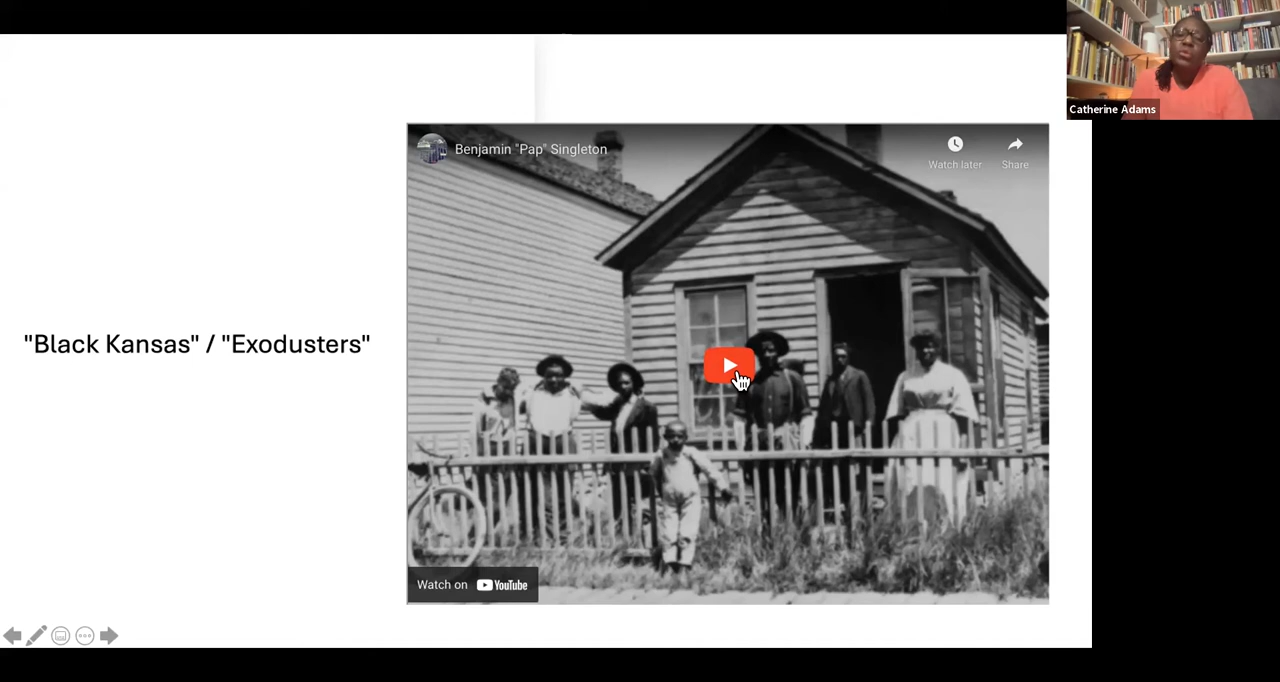 Catherine Adams
Benjamin "Pap" Singleton
Watch later
Share
"Black Kansas" / "Exodusters"
Watch on YouTube